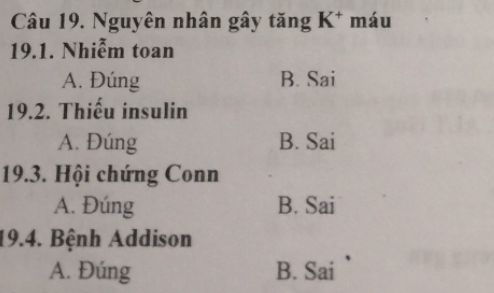 Câu 19. Nguyên nhân gây tăng K⁺ máu
19.1. Nhiễm toan
A. Đúng B. Sai
19.2. Thiếu insulin
A. Đúng B. Sai
19.3. Hội chứng Conn
A. Đúng B. Sai
19.4. Bệnh Addison
A. Đúng B. Sai